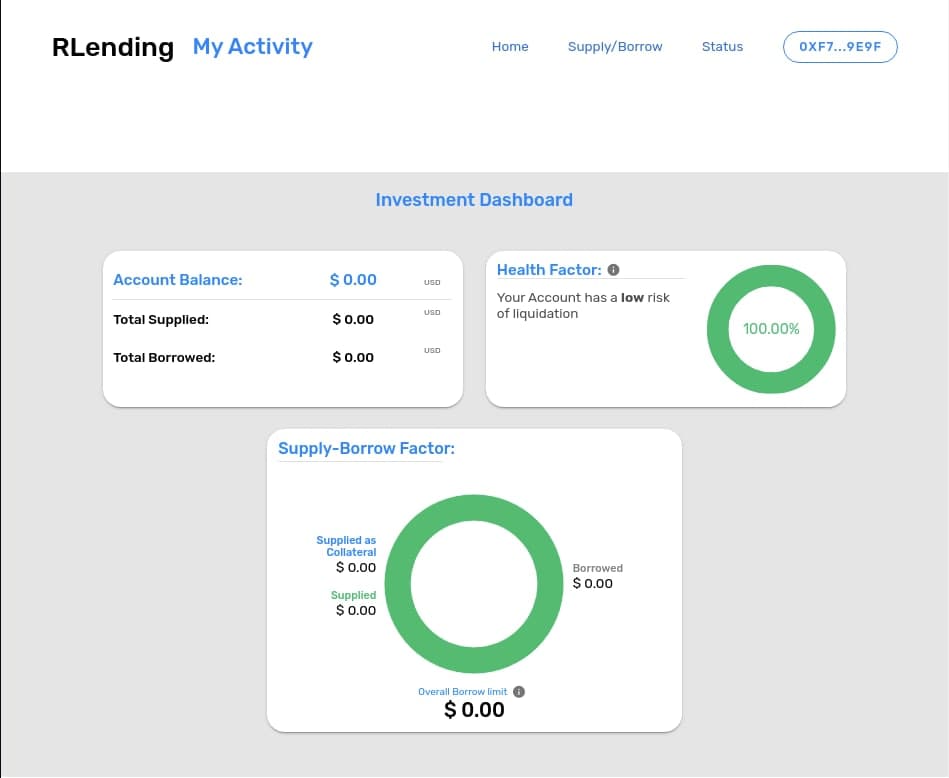 RLending My Activity Home Supply/Borrow Status 0XF7...9E9F
Investment Dashboard
Account Balance: $ 0.00 USD
Total Supplied: $ 0.00 USD
Total Borrowed: $ 0.00 USD
Health Factor:
Your Account has a low risk
of liquidation
100.00%
Supply-Borrow Factor:
Supplied as
Collateral
$ 0.00
Supplied
$ 0.00
Borrowed
$ 0.00
Overall Borrow limit
$ 0.00